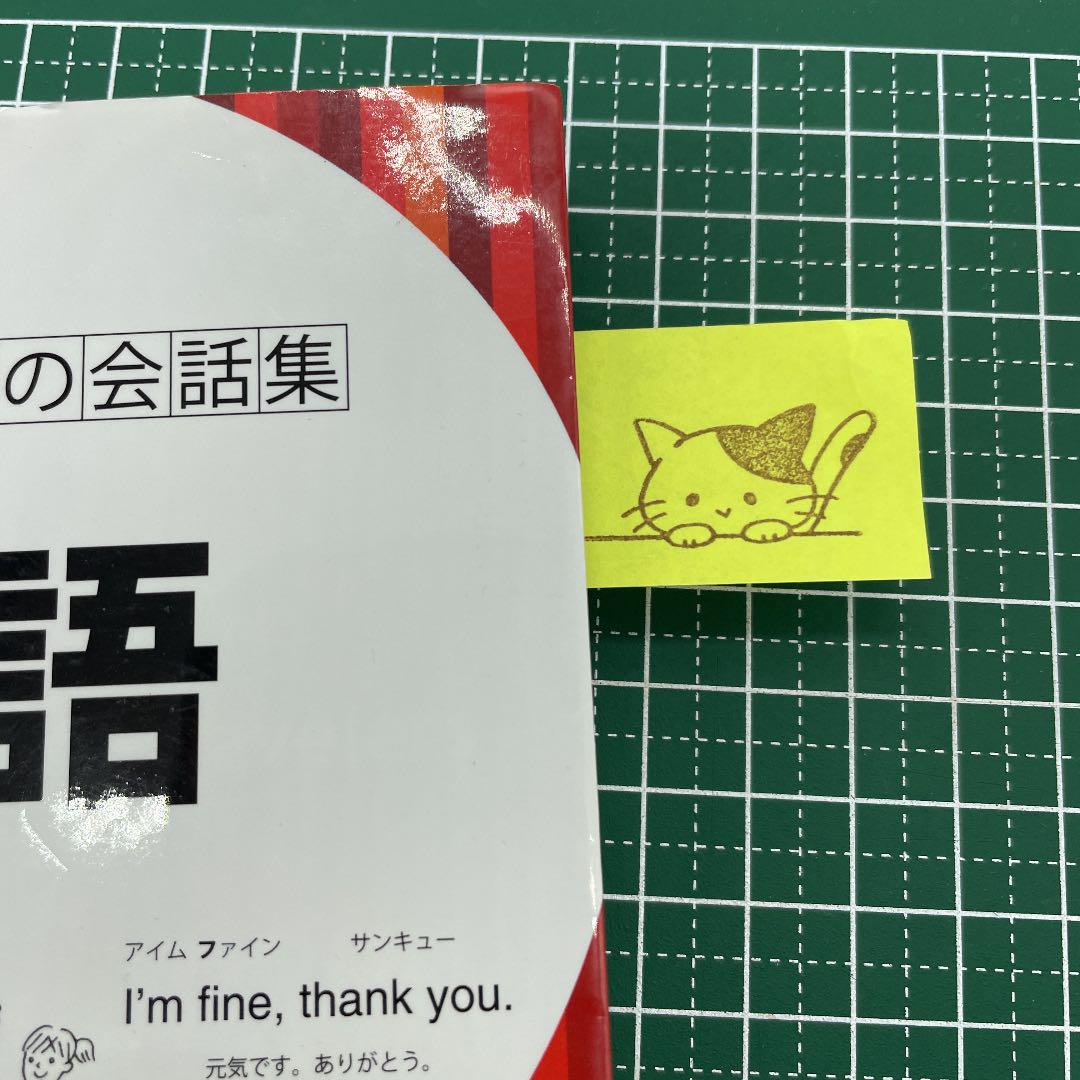 の会話集
語
アイム ファイン サンキュー
I'm fine, thank you.
元気です。ありがとう。